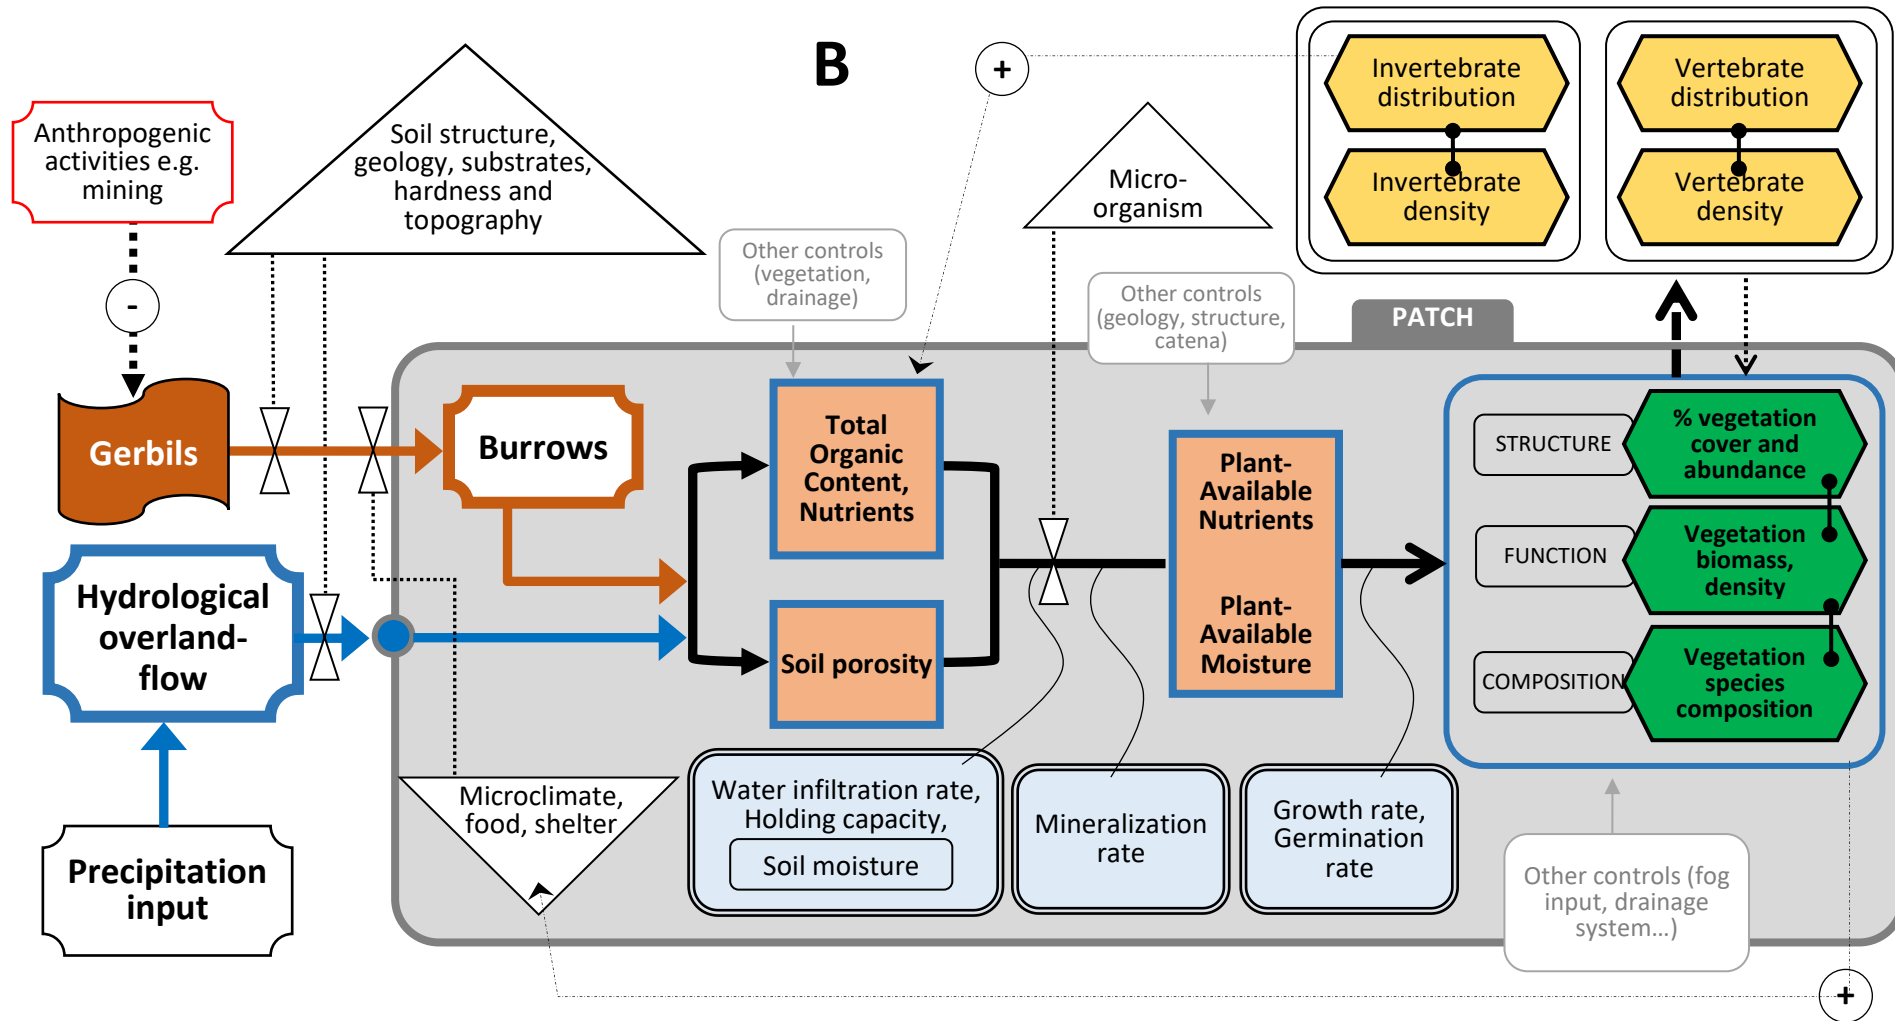 B
+
Invertebrate
distribution
Invertebrate
density
Vertebrate
distribution
Vertebrate
density
Anthropogenic
activities e.g.
mining
-
Soil structure,
geology, substrates,
hardness and
topography
Micro-
organism
Other controls
(vegetation,
drainage)
Other controls
(geology, structure,
catena)
PATCH
Gerbils
Burrows
Total
Organic
Content,
Nutrients
Soil porosity
Plant-
Available
Nutrients
Plant-
Available
Moisture
STRUCTURE
% vegetation
cover and
abundance
FUNCTION
Vegetation
biomass,
density
COMPOSITION
Vegetation
species
composition
Hydrological
overland-
flow
Precipitation
input
Microclimate,
food, shelter
Water infiltration rate,
Holding capacity,
Soil moisture
Mineralization
rate
Growth rate,
Germination
rate
Other controls (fog
input, drainage
system...)
+